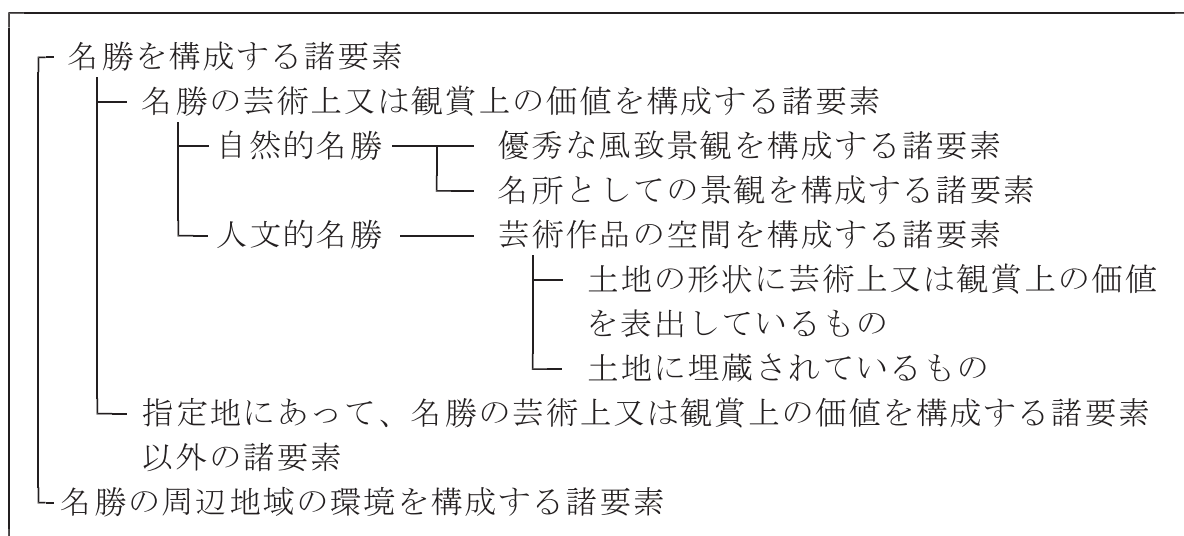 名勝を構成する諸要素
名勝の芸術上又は観賞上の価値を構成する諸要素
自然的名勝 優秀な風致景観を構成する諸要素
名所としての景観を構成する諸要素
人文的名勝 芸術作品の空間を構成する諸要素
土地の形状に芸術上又は観賞上の価値
を表出しているもの
土地に埋蔵されているもの
指定地にあって、名勝の芸術上又は観賞上の価値を構成する諸要素
以外の諸要素
名勝の周辺地域の環境を構成する諸要素